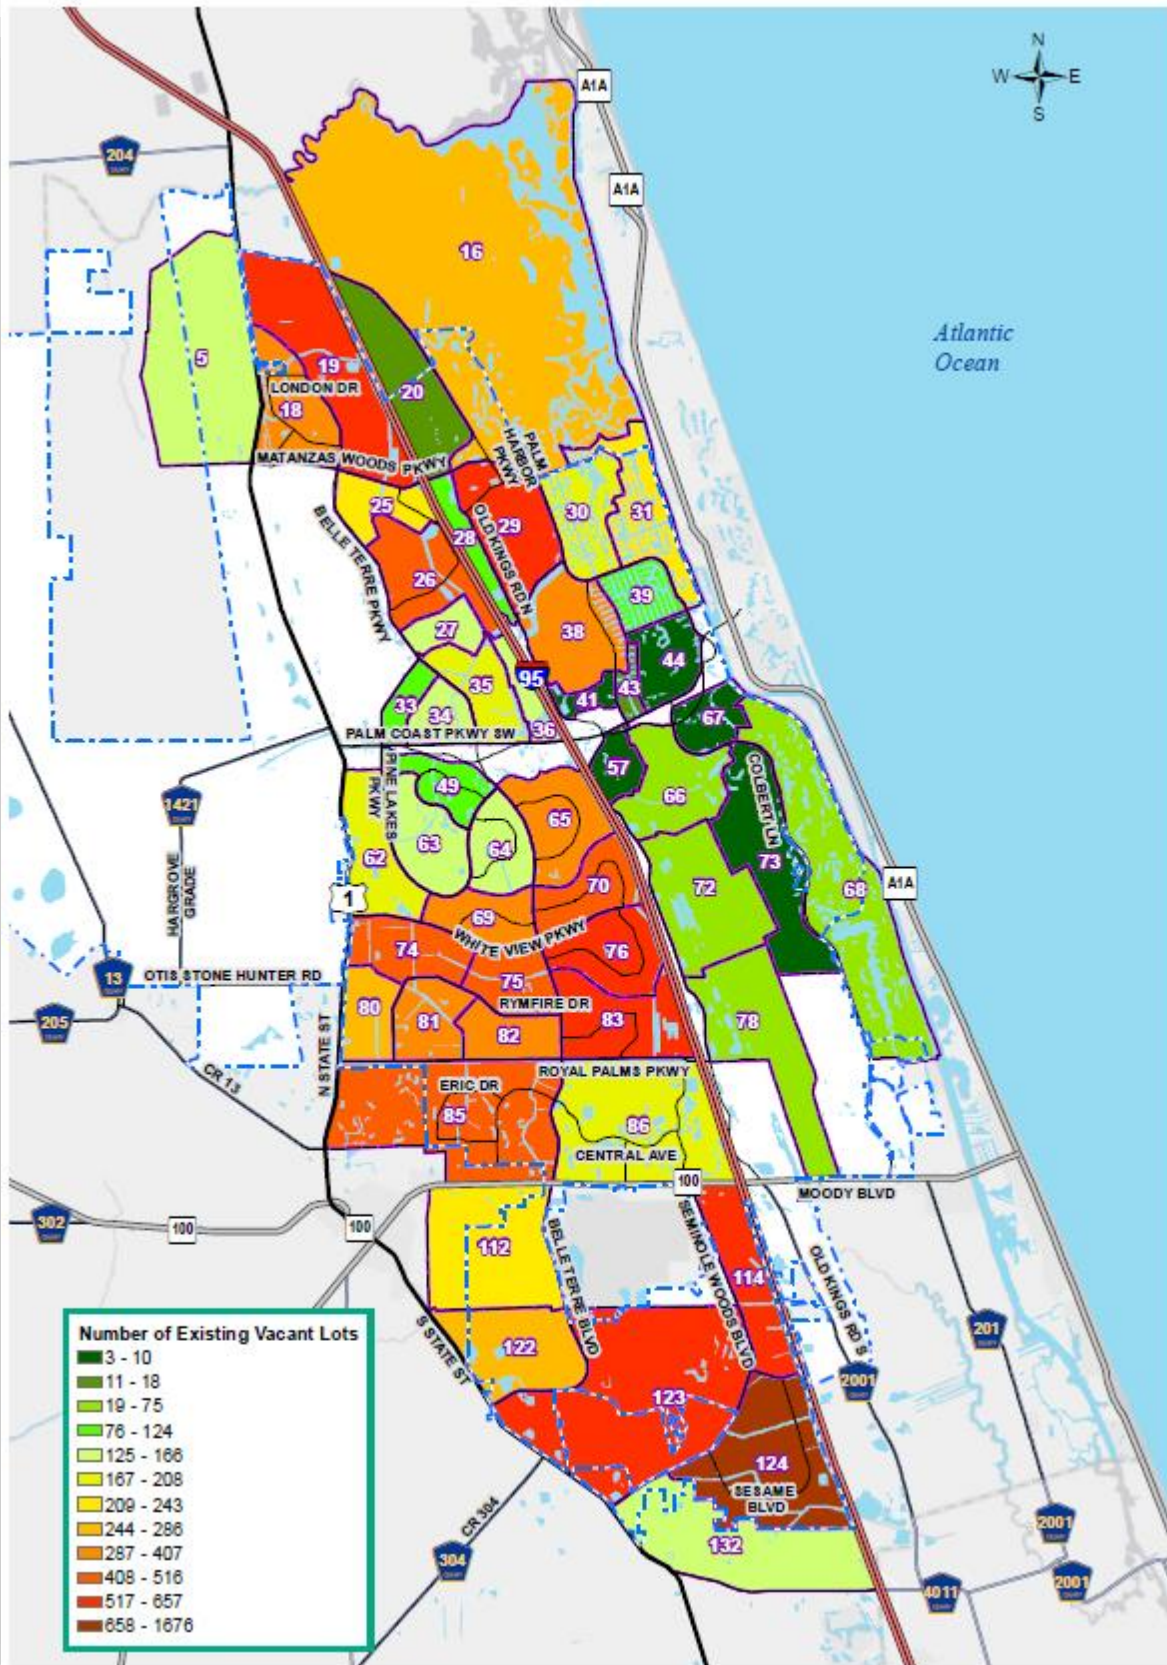 N
W E
S
A1A
204
A1A
16
Atlantic
Ocean
5
19
LONDON DR
20
18
MATANZAS WOODS PKWY
PALM
HARBOR
PKWY
25
BELLE TERRE PKWY
28
OLD KINGS RD N
29
30
31
26
39
27
38
44
35
95
41
43
33
34
36
67
PALM COAST PKWY SW
57
PINE LAKES
PKWY
49
COLBERT LN
66
1421
65
62
63
64
73
HARGROVE
GRADE
70
72
68
A1A
1
69
WHITE VIEW PKWY
74
76
13
OTIS STONE HUNTER RD
75
RYMFIRE DR
205
80
81
82
83
78
N STATE ST
CR 13
ROYAL PALMS PKWY
ERIC DR
85
86
CENTRAL AVE
100
MOODY BLVD
302
100
100
112
BELLE TERRE BLVD
SEMINOLE WOODS BLVD
114
OLD KINGS RD S
201
S STATE ST
122
2001
123
124
SESAME
BLVD
CR 304
132
2001
304
4011
2001
Number of Existing Vacant Lots
3 - 10
11 - 18
19 - 75
76 - 124
125 - 166
167 - 208
209 - 243
244 - 286
287 - 407
408 - 516
517 - 657
658 - 1676